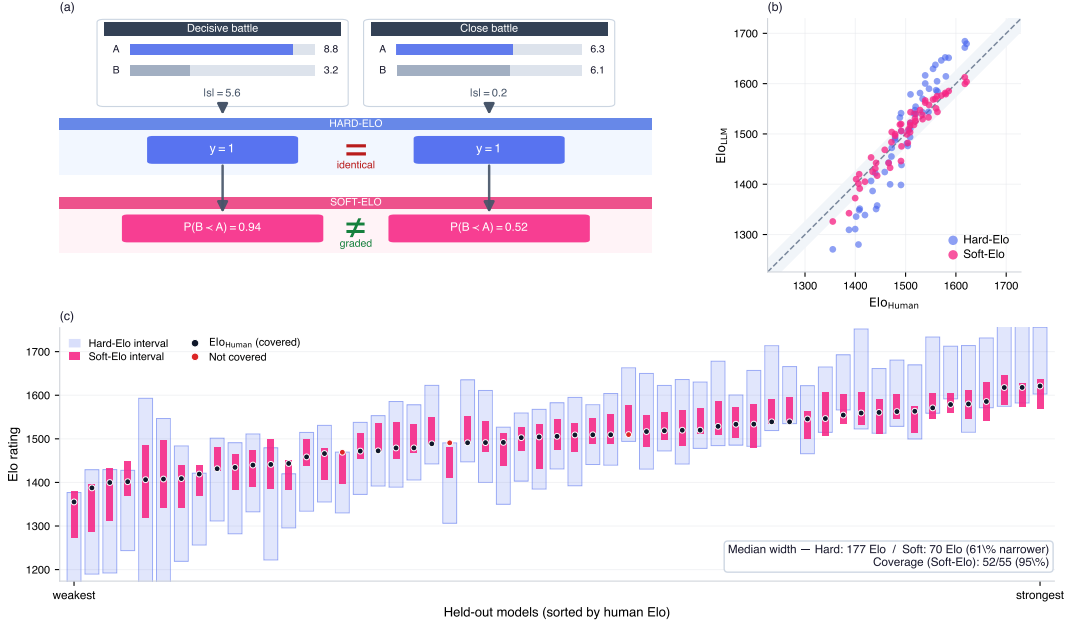 (a)
Decisive battle
A
8.8
B
3.2
|s| = 5.6
Close battle
A
6.3
B
6.1
|s| = 0.2
HARD-ELO
y = 1
=
identical
y = 1
SOFT-ELO
P(B ≺ A) = 0.94
≠
graded
P(B ≺ A) = 0.52
(b)
1700
1600
1500
1400
1300
Elo_LLM
1300
1400
1500
1600
1700
Elo_Human
Hard-Elo
Soft-Elo
(c)
Hard-Elo interval
Soft-Elo interval
Elo_Human (covered)
Not covered
1700
1600
1500
1400
1300
1200
Elo rating
Median width — Hard: 177 Elo / Soft: 70 Elo (61\% narrower)
Coverage (Soft-Elo): 52/55 (95\%)
weakest
strongest
Held-out models (sorted by human Elo)